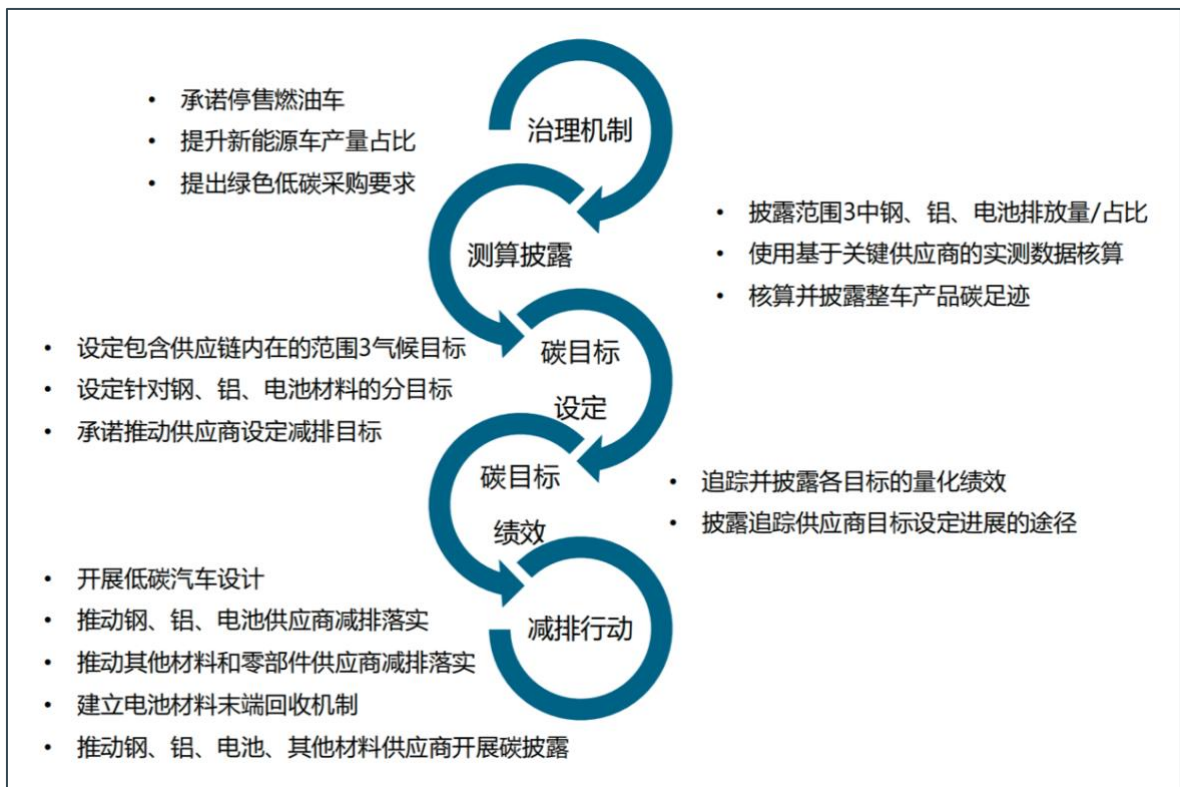 治理机制
• 承诺停售燃油车
• 提升新能源车产量占比
• 提出绿色低碳采购要求
测算披露
• 披露范围3中钢、铝、电池排放量/占比
• 使用基于关键供应商的实测数据核算
• 核算并披露整车产品碳足迹
碳目标
设定
• 设定包含供应链内在的范围3气候目标
• 设定针对钢、铝、电池材料的分目标
• 承诺推动供应商设定减排目标
碳目标
绩效
• 追踪并披露各目标的量化绩效
• 披露追踪供应商目标设定进展的途径
减排行动
• 开展低碳汽车设计
• 推动钢、铝、电池供应商减排落实
• 推动其他材料和零部件供应商减排落实
• 建立电池材料末端回收机制
• 推动钢、铝、电池、其他材料供应商开展碳披露